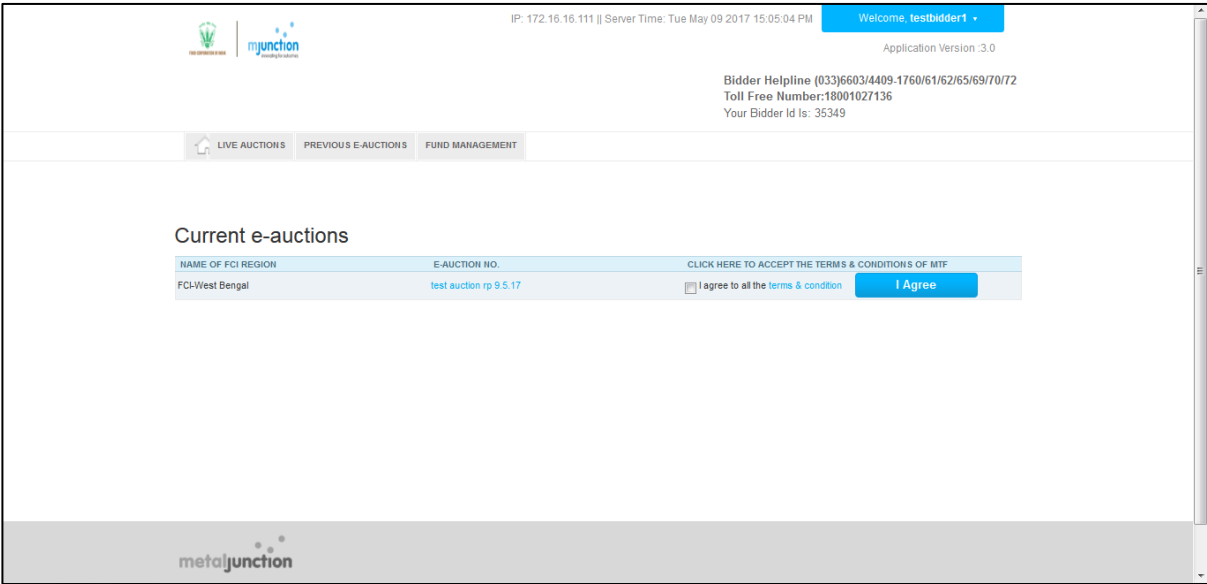 IP: 172.16.16.111 || Server Time: Tue May 09 2017 15:05:04 PM
Welcome, testbidder1
mjunction
Application Version :3.0
Bidder Helpline (033)6603/4409-1760/61/62/65/69/70/72
Toll Free Number:18001027136
Your Bidder Id Is: 35349
LIVE AUCTIONS PREVIOUS E-AUCTIONS FUND MANAGEMENT
Current e-auctions
NAME OF FCI REGION E-AUCTION NO. CLICK HERE TO ACCEPT THE TERMS & CONDITIONS OF MTF
FCI-West Bengal test auction rp 9.5.17 I agree to all the terms & condition I Agree
metaljunction